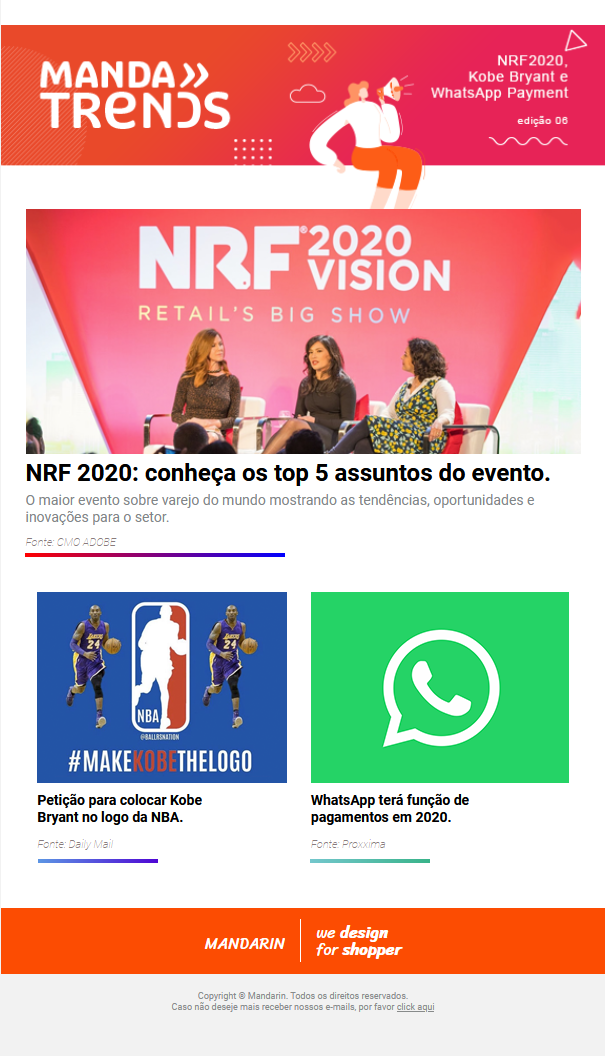 MANDA
TRENDS
NRF2020,
Kobe Bryant e
WhatsApp Payment
edição 06
NRF® 2020
VISION
RETAIL'S BIG SHOW
NRF 2020: conheça os top 5 assuntos do evento.
O maior evento sobre varejo do mundo mostrando as tendências, oportunidades e
inovações para o setor.
Fonte: CMO ADOBE
LAKERS
24
LAKERS
24
NBA
@BALLRSNATION
#MAKEKOBETHELOGO
Petição para colocar Kobe
Bryant no logo da NBA.
Fonte: Daily Mail
WhatsApp terá função de
pagamentos em 2020.
Fonte: Proxxima
MANDARIN
we design
for shopper
Copyright © Mandarin. Todos os direitos reservados.
Caso não deseje mais receber nossos e-mails, por favor click aqui